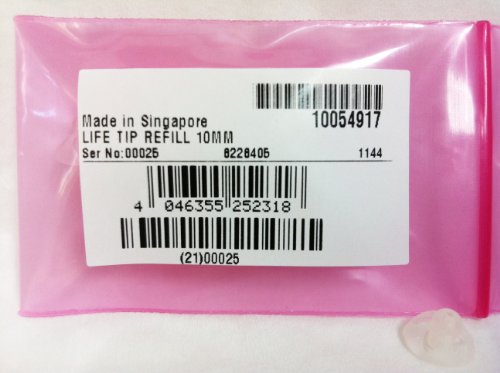 10054917
Made in Singapore
LIFE TIP REFILL 10MM
Ser No:00025 8228405 1144
4 046355 252318
(21)00025